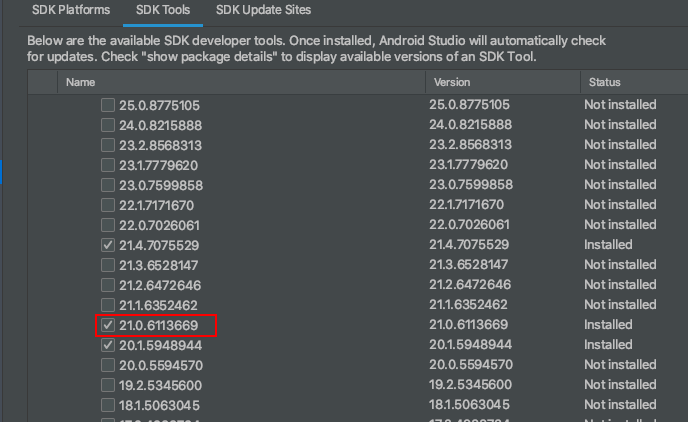 SDK Platforms SDK Tools SDK Update Sites
Below are the available SDK developer tools. Once installed, Android Studio will automatically check
for updates. Check "show package details" to display available versions of an SDK Tool.
Name Version Status
25.0.8775105 25.0.8775105 Not installed
24.0.8215888 24.0.8215888 Not installed
23.2.8568313 23.2.8568313 Not installed
23.1.7779620 23.1.7779620 Not installed
23.0.7599858 23.0.7599858 Not installed
22.1.7171670 22.1.7171670 Not installed
22.0.7026061 22.0.7026061 Not installed
21.4.7075529 21.4.7075529 Installed
21.3.6528147 21.3.6528147 Not installed
21.2.6472646 21.2.6472646 Not installed
21.1.6352462 21.1.6352462 Not installed
21.0.6113669 21.0.6113669 Installed
20.1.5948944 20.1.5948944 Installed
20.0.5594570 20.0.5594570 Not installed
19.2.5345600 19.2.5345600 Not installed
18.1.5063045 18.1.5063045 Not installed